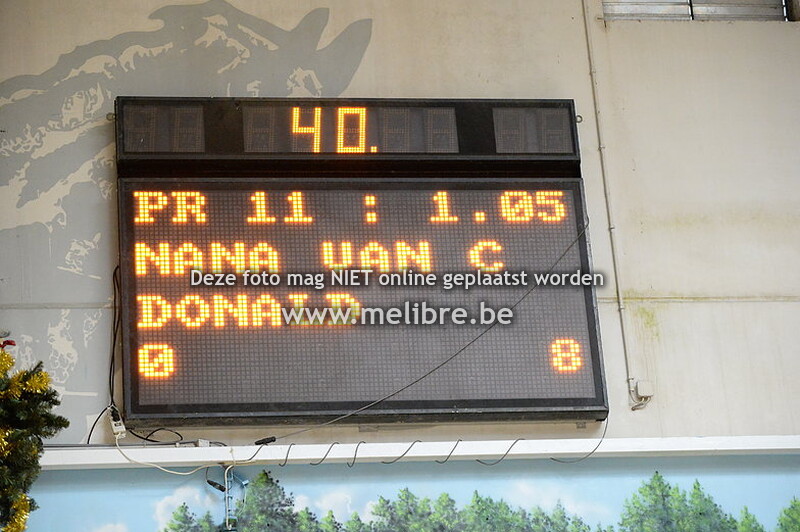 40.
PR 11 : 1.05
NANA VAN C
Deze foto mag NIET online geplaatst worden
DONALD
www.melibre.be
0 8